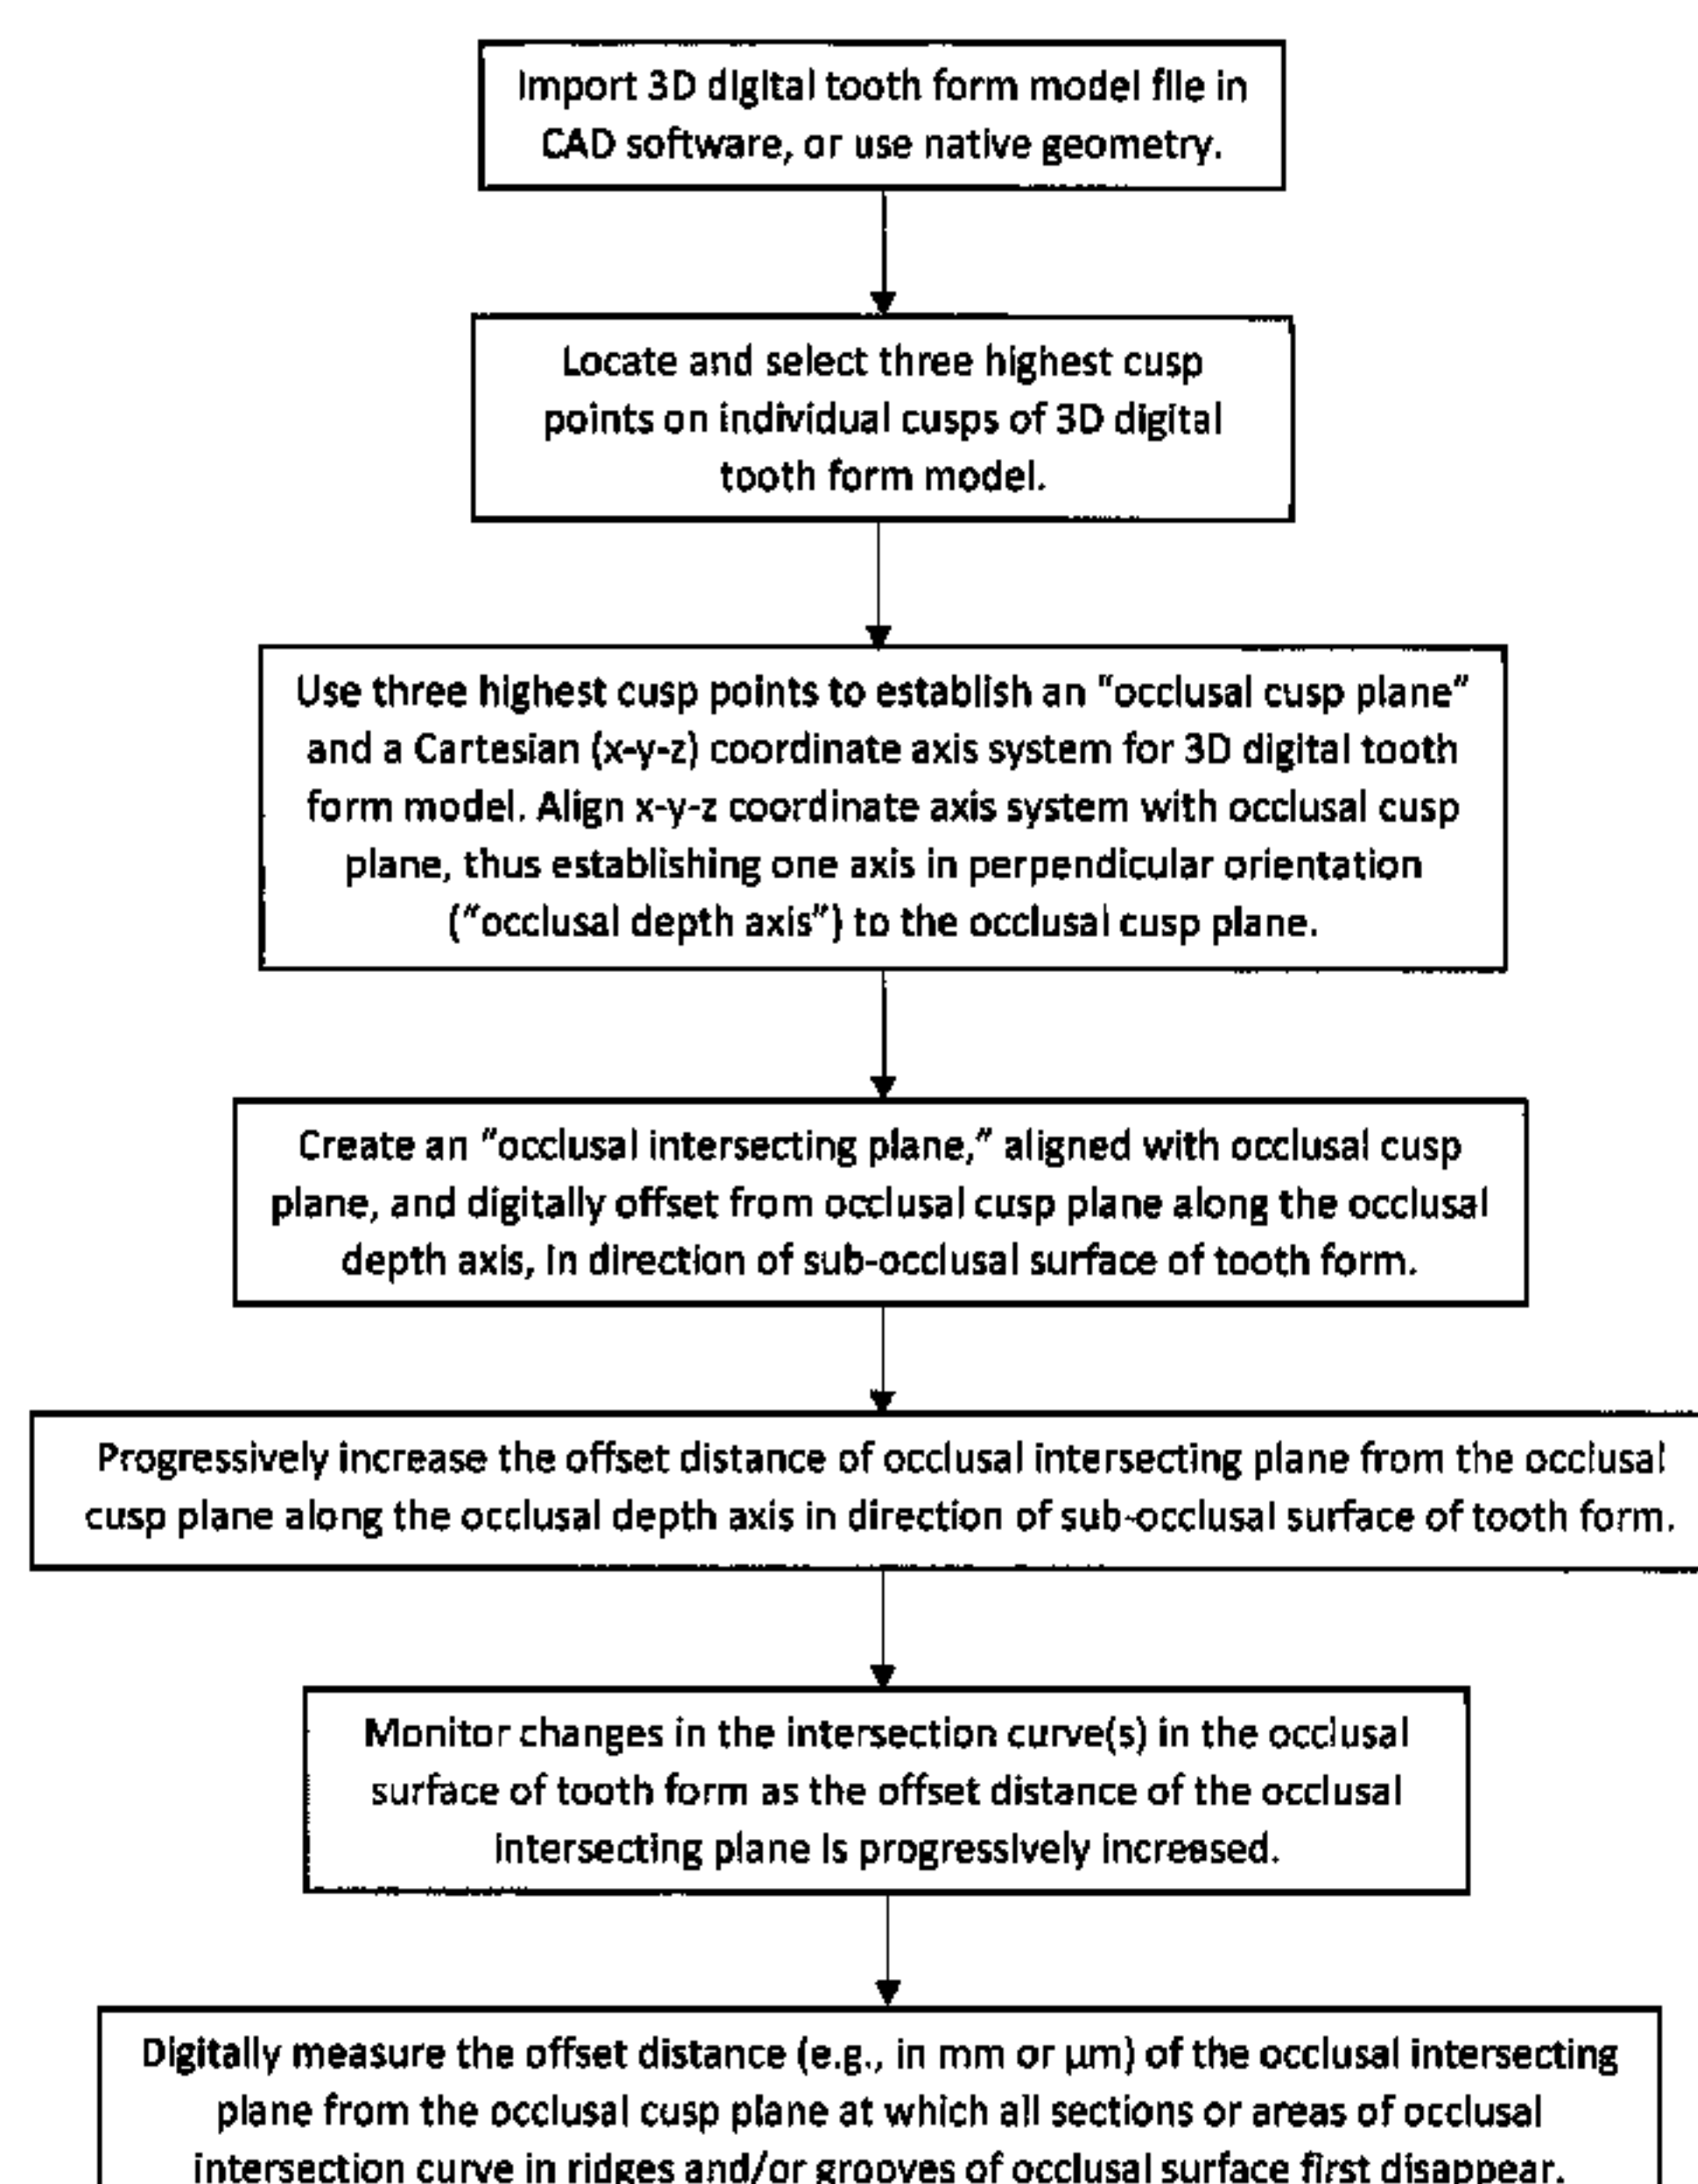 Import 3D digital tooth form model file in
CAD software, or use native geometry.
Locate and select three highest cusp
points on individual cusps of 3D digital
tooth form model.
Use three highest cusp points to establish an "occlusal cusp plane"
and a Cartesian (x-y-z) coordinate axis system for 3D digital tooth
form model. Align x-y-z coordinate axis system with occlusal cusp
plane, thus establishing one axis in perpendicular orientation
("occlusal depth axis") to the occlusal cusp plane.
Create an "occlusal intersecting plane," aligned with occlusal cusp
plane, and digitally offset from occlusal cusp plane along the occlusal
depth axis, in direction of sub-occlusal surface of tooth form.
Progressively increase the offset distance of occlusal intersecting plane from the occlusal
cusp plane along the occlusal depth axis in direction of sub-occlusal surface of tooth form.
Monitor changes in the intersection curve(s) in the occlusal
surface of tooth form as the offset distance of the occlusal
intersecting plane is progressively increased.
Digitally measure the offset distance (e.g., in mm or μm) of the occlusal intersecting
plane from the occlusal cusp plane at which all sections or areas of occlusal
intersection curve in ridges and/or grooves of occlusal surface first disappear.